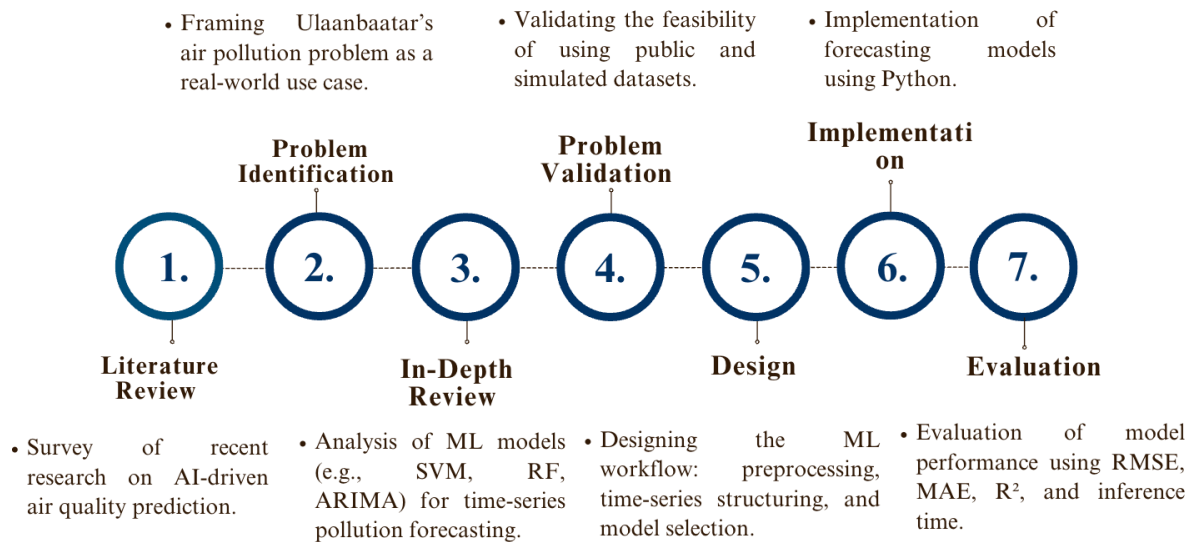 • Framing Ulaanbaatar's
air pollution problem as a
real-world use case.
• Validating the feasibility
of using public and
simulated datasets.
• Implementation of
forecasting models
using Python.
Problem
Identification
Problem
Validation
Implementati
on
1.
2.
3.
4.
5.
6.
7.
Literature
Review
In-Depth
Review
Design
Evaluation
• Survey of recent
research on AI-driven
air quality prediction.
• Analysis of ML models
(e.g., SVM, RF,
ARIMA) for time-series
pollution forecasting.
• Designing the ML
workflow: preprocessing,
time-series structuring, and
model selection.
• Evaluation of model
performance using RMSE,
MAE, R², and inference
time.